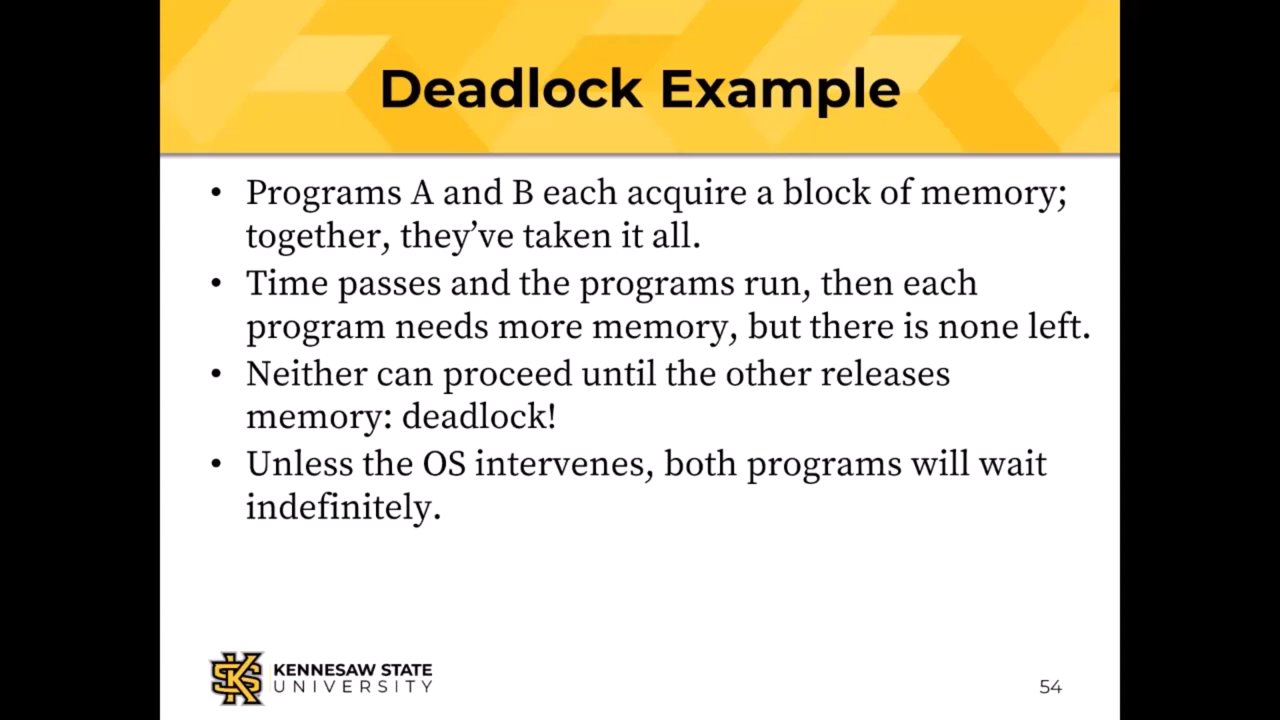 Deadlock Example
• Programs A and B each acquire a block of memory;
together, they’ve taken it all.
• Time passes and the programs run, then each
program needs more memory, but there is none left.
• Neither can proceed until the other releases
memory: deadlock!
• Unless the OS intervenes, both programs will wait
indefinitely.
KENNESAW STATE
UNIVERSITY
54